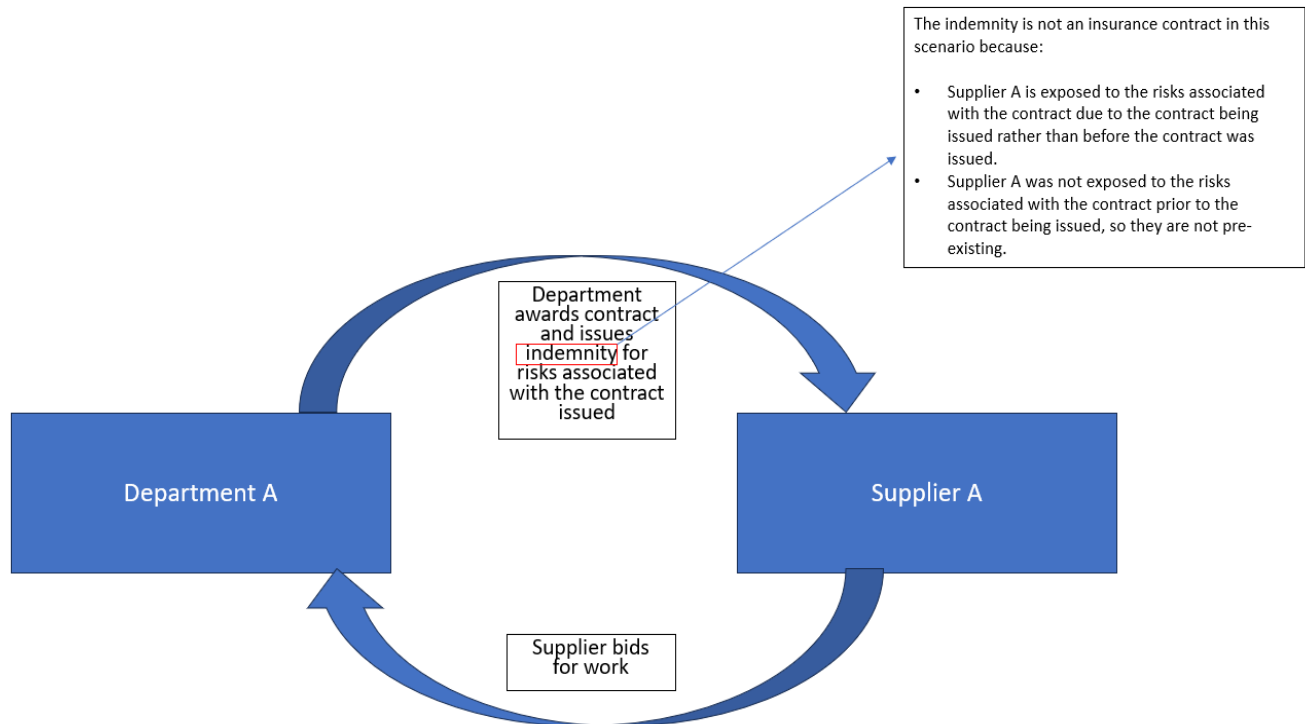 The indemnity is not an insurance contract in this
scenario because:
• Supplier A is exposed to the risks associated
with the contract due to the contract being
issued rather than before the contract was
issued.
• Supplier A was not exposed to the risks
associated with the contract prior to the
contract being issued, so they are not pre-
existing.
Department
awards contract
and issues
indemnity for
risks associated
with the contract
issued
Department A
Supplier A
Supplier bids
for work